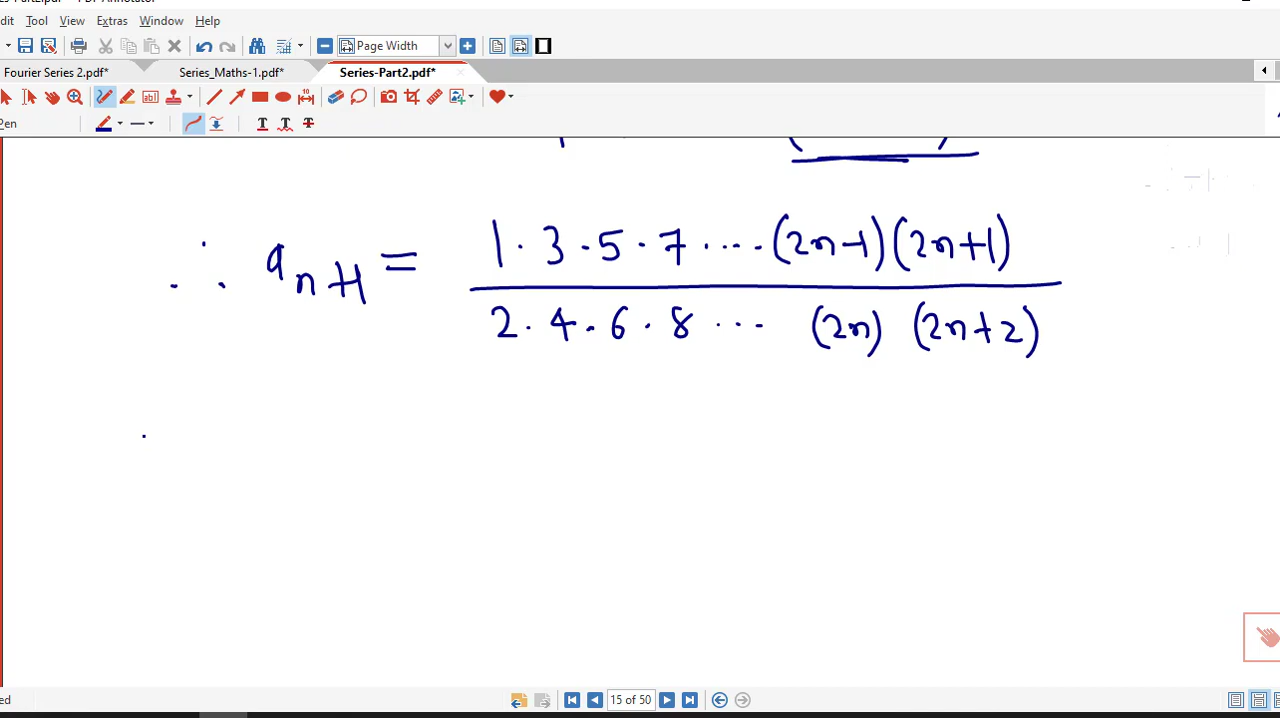 dit Tool View Extras Window Help
Page Width
Fourier Series 2.pdf* Series_Maths-1.pdf* Series-Part2.pdf*
Pen
∴ a_{n+1} = \frac{1 · 3 · 5 · 7 ···· (2n-1)(2n+1)}{2 · 4 · 6 · 8 ··· (2n) (2n+2)}
15 of 50